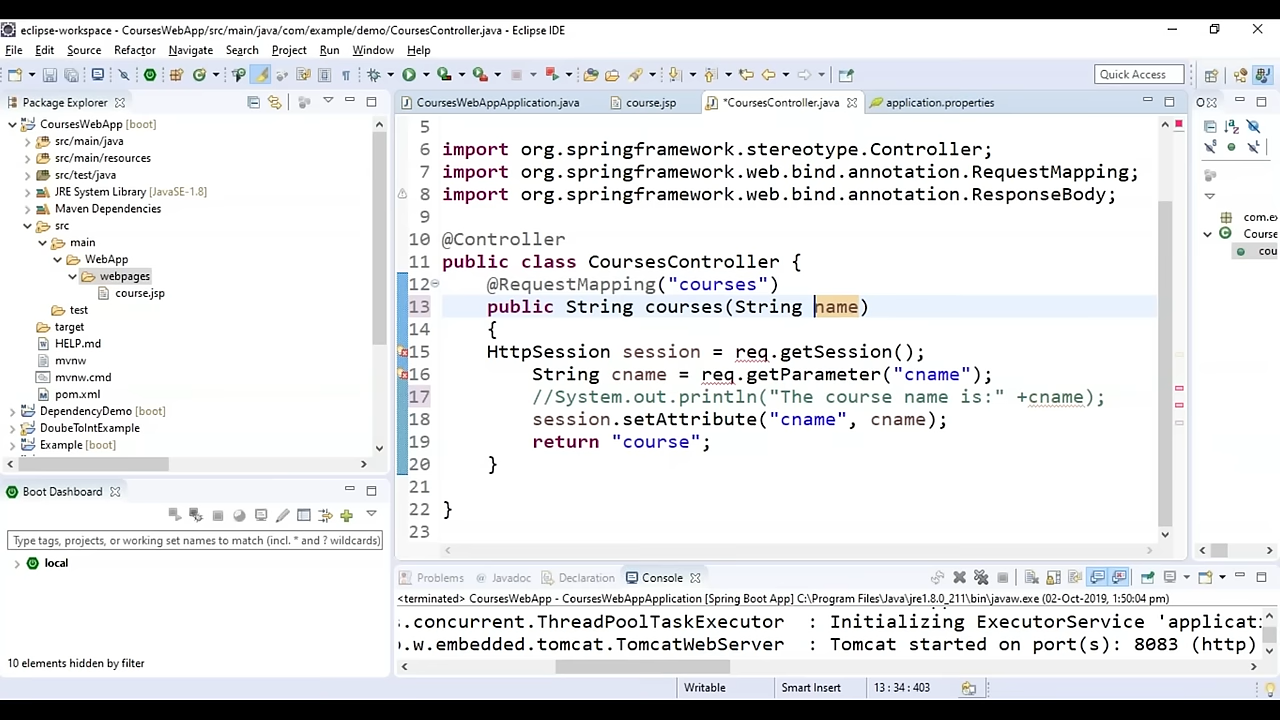 eclipse-workspace - CoursesWebApp/src/main/java/com/example/demo/CoursesController.java - Eclipse IDE
File Edit Source Refactor Navigate Search Project Run Window Help
Quick Access
Package Explorer
CoursesWebApp [boot]
src/main/java
src/main/resources
src/test/java
JRE System Library [JavaSE-1.8]
Maven Dependencies
src
main
WebApp
webpages
course.jsp
test
target
HELP.md
mvnw
mvnw.cmd
pom.xml
DependencyDemo [boot]
DoubeToIntExample
Example [boot]
Boot Dashboard
Type tags, projects, or working set names to match (incl. * and ? wildcards)
local
10 elements hidden by filter
CoursesWebAppApplication.java course.jsp *CoursesController.java application.properties
5
6 import org.springframework.stereotype.Controller;
7 import org.springframework.web.bind.annotation.RequestMapping;
8 import org.springframework.web.bind.annotation.ResponseBody;
9
10 @Controller
11 public class CoursesController {
12 @RequestMapping("courses")
13 public String courses(String name)
14 {
15 HttpSession session = req.getSession();
16 String cname = req.getParameter("cname");
17 //System.out.println("The course name is:" +cname);
18 session.setAttribute("cname", cname);
19 return "course";
20 }
21
22 }
23
com.e
Course
cou
Problems Javadoc Declaration Console
<terminated> CoursesWebApp - CoursesWebAppApplication [Spring Boot App] C:\Program Files\Java\jre1.8.0_211\bin\javaw.exe (02-Oct-2019, 1:50:04 pm)
.concurrent.ThreadPoolTaskExecutor : Initializing ExecutorService 'applicati
.w.embedded.tomcat.TomcatWebServer : Tomcat started on port(s): 8083 (http)
Writable Smart Insert 13 : 34 : 403